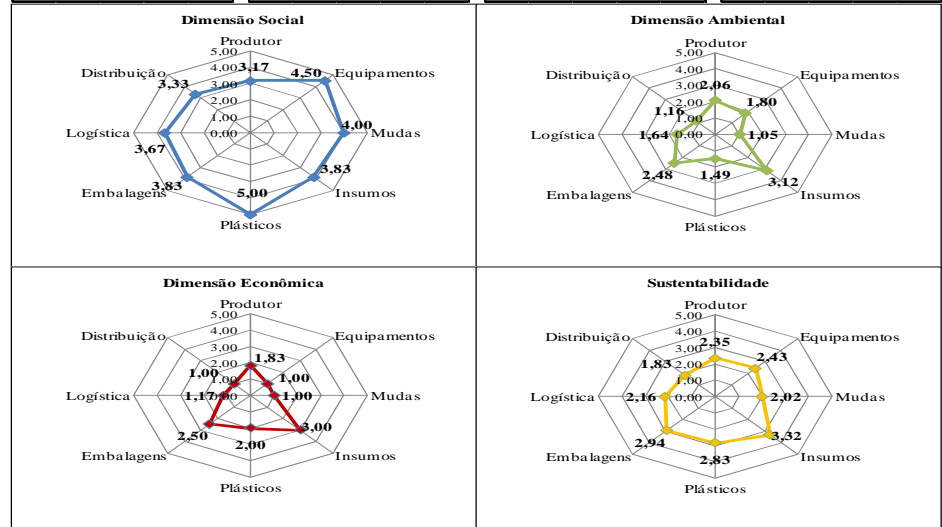 Dimensão Social
Produtor
5,00
4,00
3,17
4,50
Equipamentos
Distribuição
3,33
2,00
1,00
0,00
Logística
4,00
Mudas
3,67
3,83
3,83
Embalagens
5,00
Insumos
Plásticos
Dimensão Ambiental
Produtor
5,00
4,00
3,00
2,06
Equipamentos
Distribuição
2,00
1,16
1,80
1,00
0,00
Logística
1,64
1,05
Mudas
2,48
1,49
3,12
Embalagens
Insumos
Plásticos
Dimensão Econômica
Produtor
5,00
4,00
3,00
2,00
1,83
Equipamentos
Distribuição
1,00
1,00
1,00
0,00
Logística
1,17
1,00
Mudas
2,50
2,00
3,00
Embalagens
Insumos
Plásticos
Sustentabilidade
Produtor
5,00
4,00
3,00
2,35
Equipamentos
Distribuição
1,83
2,00
2,43
1,00
0,00
Logística
2,16
2,02
Mudas
2,94
2,83
3,32
Embalagens
Insumos
Plásticos